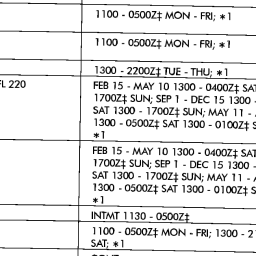 1100 - 0500Z‡ MON - FRI; *1
1100 - 0500Z‡ MON - FRI; *1
1300 - 2200Z‡ TUE - THU; *1
FL 220
FEB 15 - MAY 10 1300 - 0400Z‡ SAT
1700Z‡ SUN; SEP 1 - DEC 15 1300 -
SAT 1300 - 1700Z‡ SUN; MAY 11 -
1300 - 0500Z‡ SAT 1300 - 0100Z‡ S
*1
FEB 15 - MAY 10 1300 - 0400Z‡ SAT
1700Z‡ SUN; SEP 1 - DEC 15 1300 -
SAT 1300 - 1700Z‡ SUN; MAY 11 - A
1300 - 0500Z‡ SAT 1300 - 0100Z‡ S
*1
INTMT 1130 - 0500Z‡
1100 - 0500Z‡ MON - FRI; 1300 - 21
SAT; *1